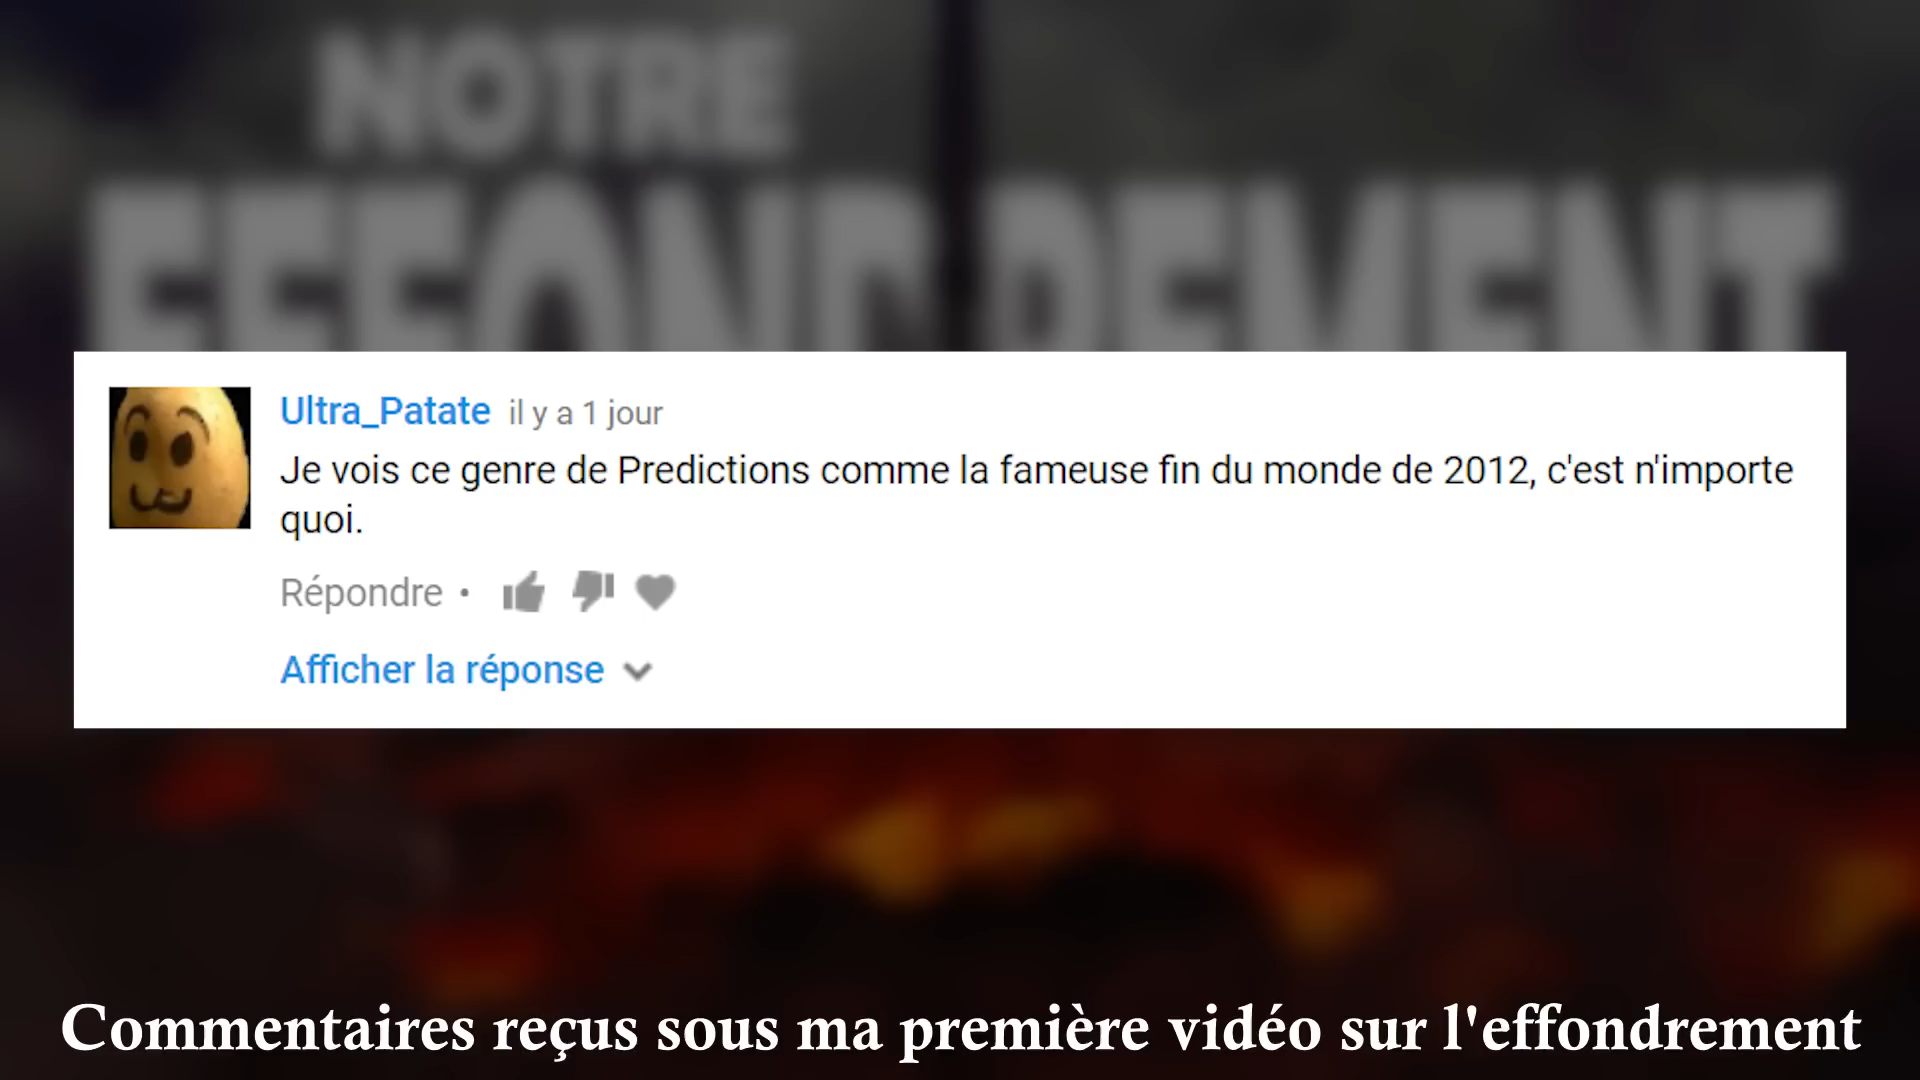 NOTRE
EFFONDREMENT
Ultra_Patate il y a 1 jour
Je vois ce genre de Predictions comme la fameuse fin du monde de 2012, c'est n'importe
quoi.
Répondre •
Afficher la réponse
Commentaires reçus sous ma première vidéo sur l'effondrement